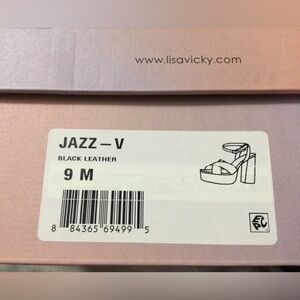 www.lisavicky.com
JAZZ-V
BLACK LEATHER
9 M
8 84365 69499 5